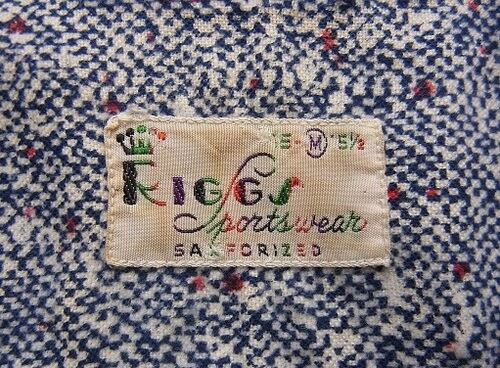 15-M 15½
Riggs
Sportswear
SANFORIZED